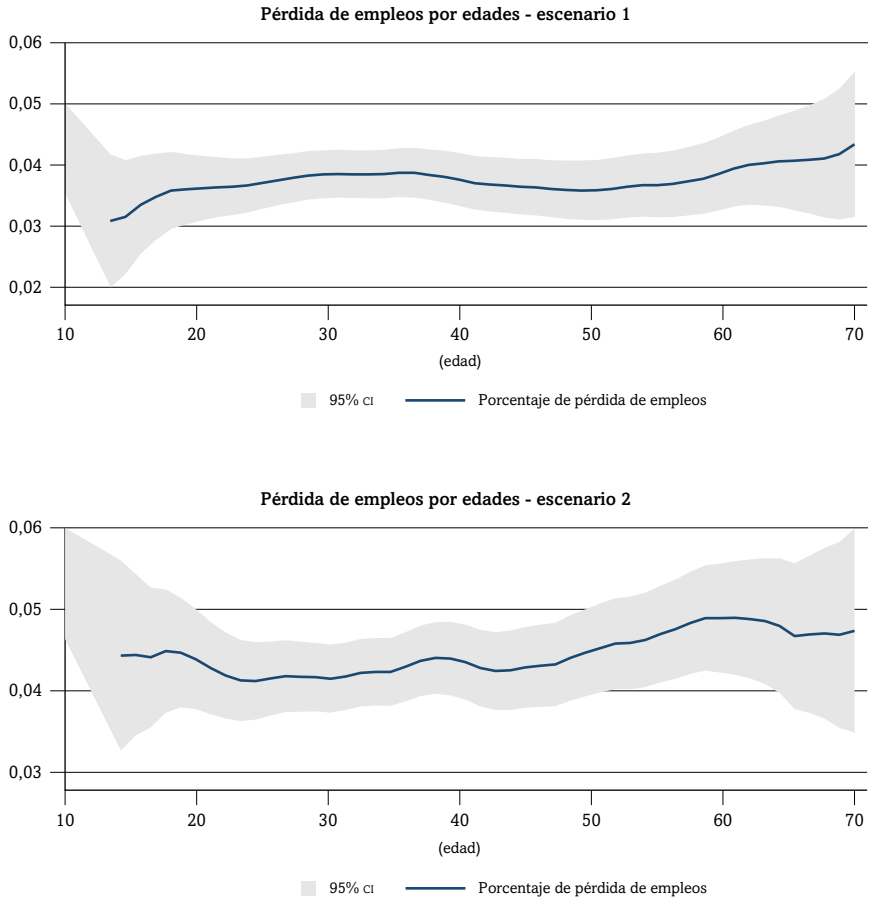 Pérdida de empleos por edades - escenario 1
0,06
0,05
0,04
0,03
0,02
10 20 30 40 50 60 70
(edad)
95% CI Porcentaje de pérdida de empleos
Pérdida de empleos por edades - escenario 2
0,06
0,05
0,04
0,03
10 20 30 40 50 60 70
(edad)
95% CI Porcentaje de pérdida de empleos